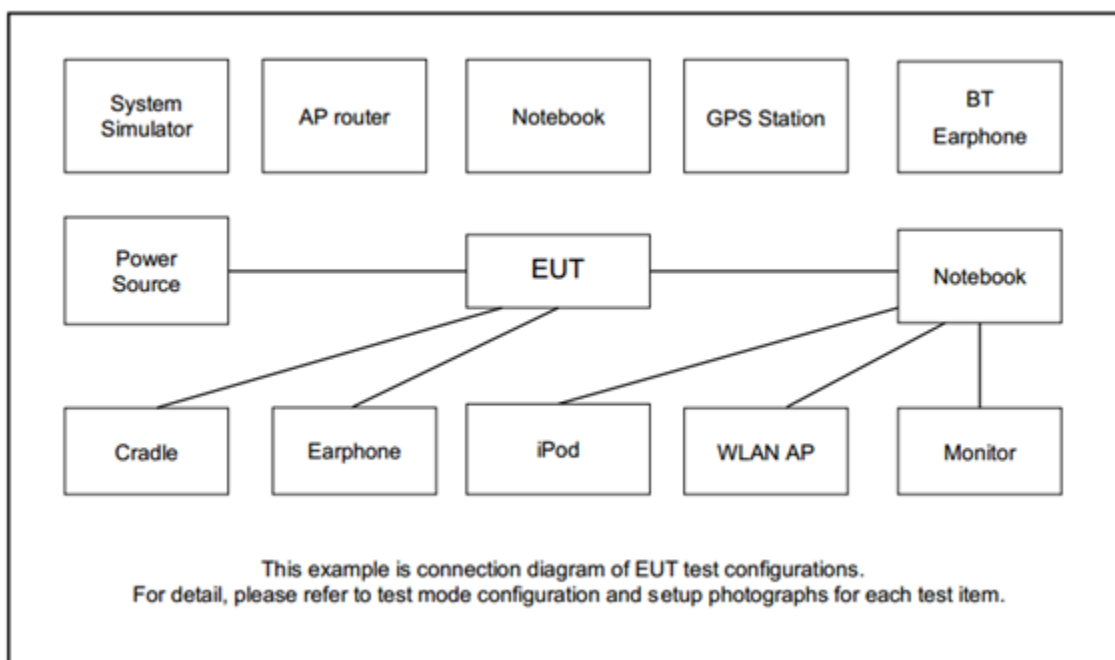 System
Simulator
AP router
Notebook
GPS Station
BT
Earphone
Power
Source
EUT
Notebook
Cradle
Earphone
iPod
WLAN AP
Monitor
This example is connection diagram of EUT test configurations.
For detail, please refer to test mode configuration and setup photographs for each test item.